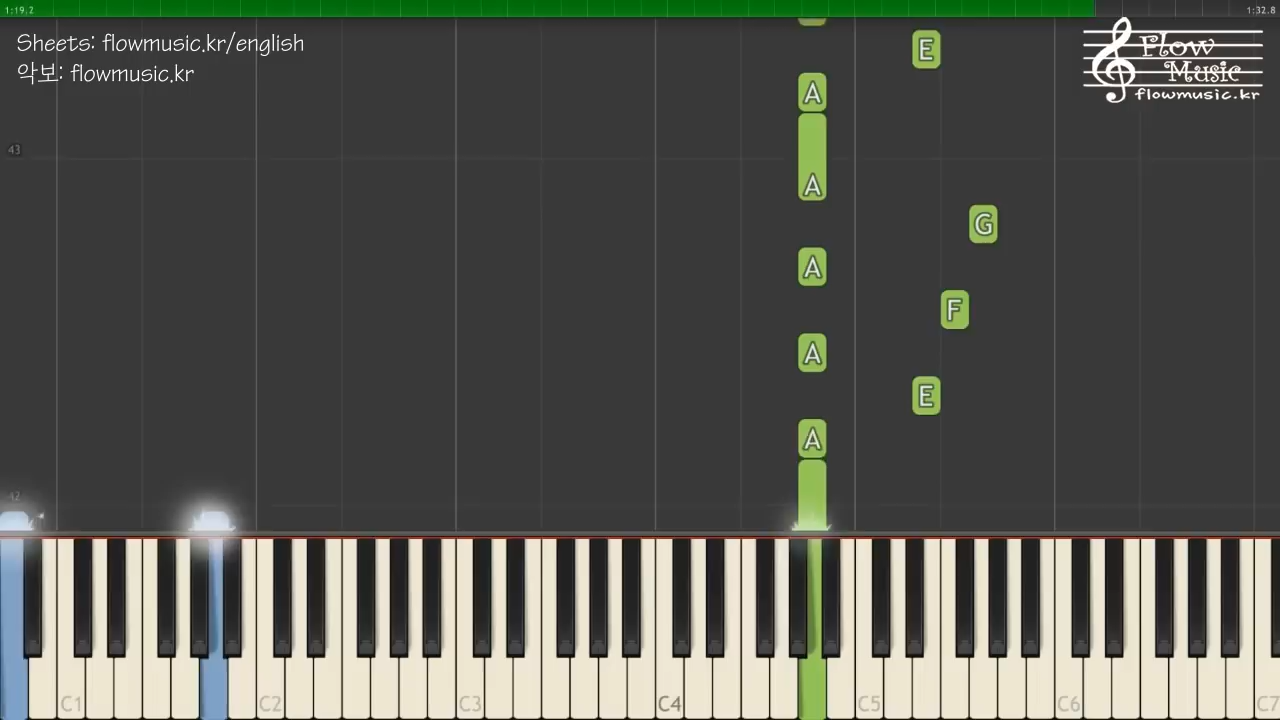 1:19,2
1:32.8
Sheets: flowmusic.kr/english
악보: flowmusic.kr
Flow
Music
flowmusic.kr
E
A
43
A
G
A
F
A
E
A
42
C1
C2
C3
C4
C5
C6
C7